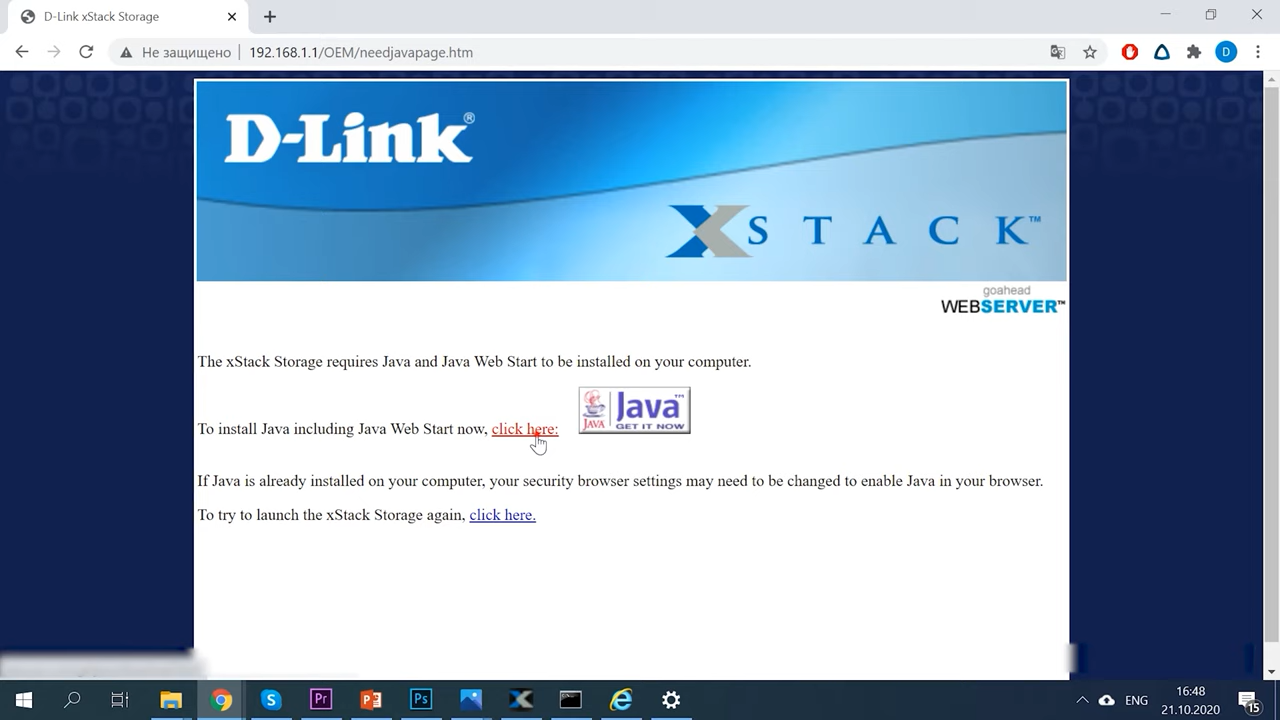 D-Link xStack Storage
Не защищено
192.168.1.1/OEM/needjavapage.htm
D
D-Link®
XSTACK™
goahead
WEBSERVER™
The xStack Storage requires Java and Java Web Start to be installed on your computer.
To install Java including Java Web Start now, click here:
JAVA
Java™
GET IT NOW
If Java is already installed on your computer, your security browser settings may need to be changed to enable Java in your browser.
To try to launch the xStack Storage again, click here.
S
Pr
P
Ps
X
e
ENG
16:48
21.10.2020
15